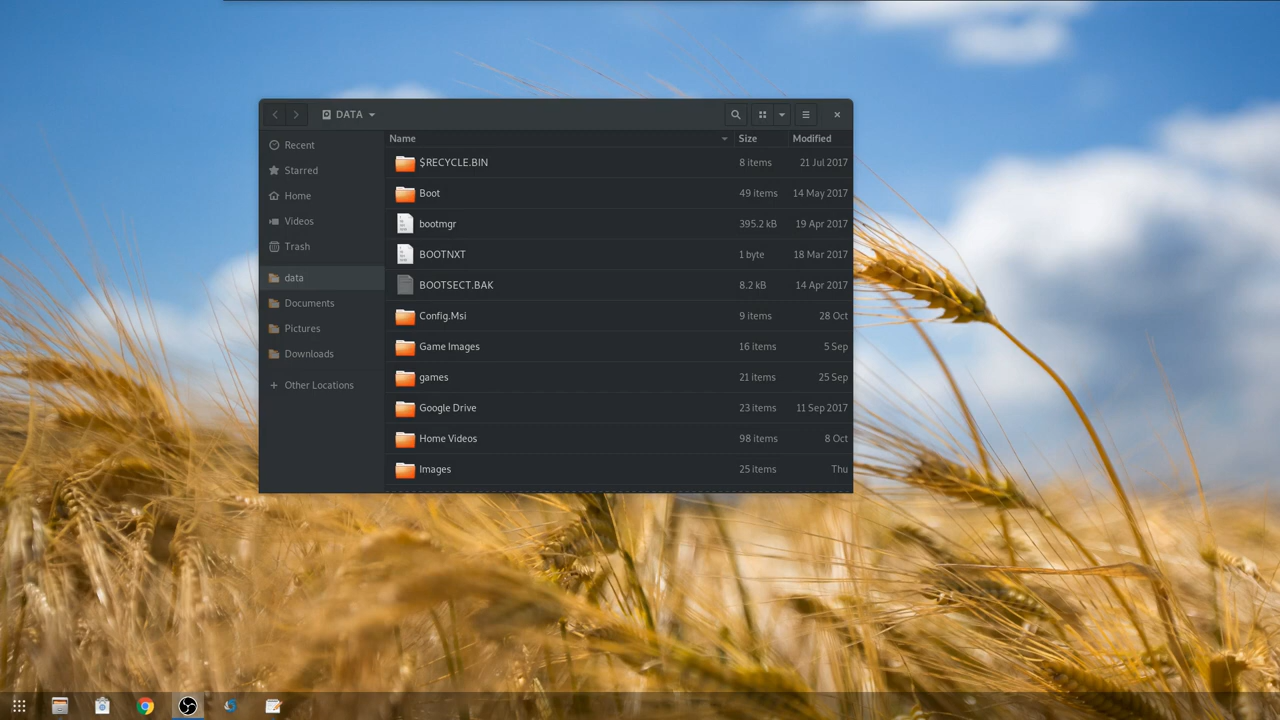 DATA
Recent
Starred
Home
Videos
Trash
data
Documents
Pictures
Downloads
Other Locations
Name Size Modified
$RECYCLE.BIN 8 items 21 Jul 2017
Boot 49 items 14 May 2017
bootmgr 395.2 kB 19 Apr 2017
BOOTNXT 1 byte 18 Mar 2017
BOOTSECT.BAK 8.2 kB 14 Apr 2017
Config.Msi 9 items 28 Oct
Game Images 16 items 5 Sep
games 21 items 25 Sep
Google Drive 23 items 11 Sep 2017
Home Videos 98 items 8 Oct
Images 25 items Thu